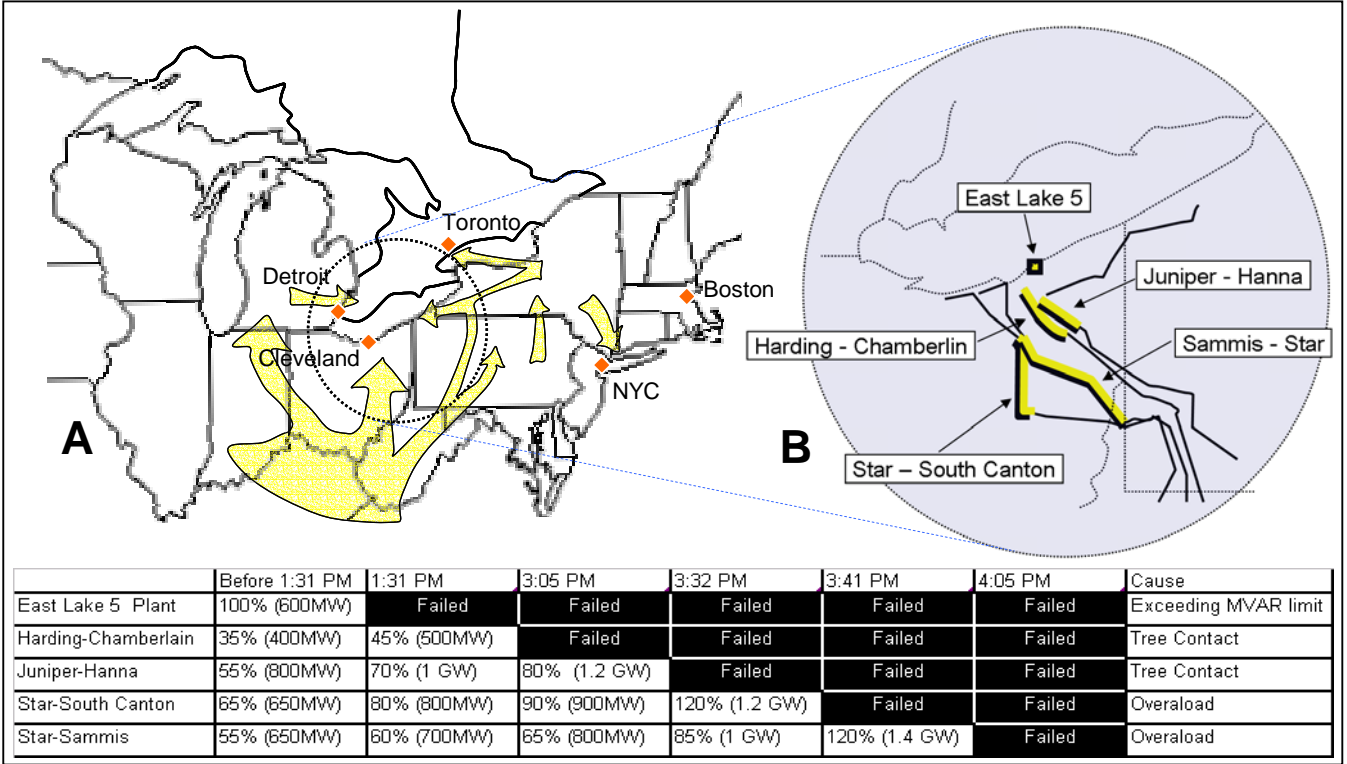 Toronto
Detroit
Boston
Cleveland
NYC
A
East Lake 5
Juniper - Hanna
Harding - Chamberlin
Sammis - Star
Star – South Canton
B
Before 1:31 PM 1:31 PM 3:05 PM 3:32 PM 3:41 PM 4:05 PM Cause
East Lake 5 Plant 100% (600MW) Failed Failed Failed Failed Failed Exceeding MVAR limit
Harding-Chamberlain 35% (400MW) 45% (500MW) Failed Failed Failed Failed Tree Contact
Juniper-Hanna 55% (800MW) 70% (1 GW) 80% (1.2 GW) Failed Failed Failed Tree Contact
Star-South Canton 65% (650MW) 80% (800MW) 90% (900MW) 120% (1.2 GW) Failed Failed Overaload
Star-Sammis 55% (650MW) 60% (700MW) 65% (800MW) 85% (1 GW) 120% (1.4 GW) Failed Overaload